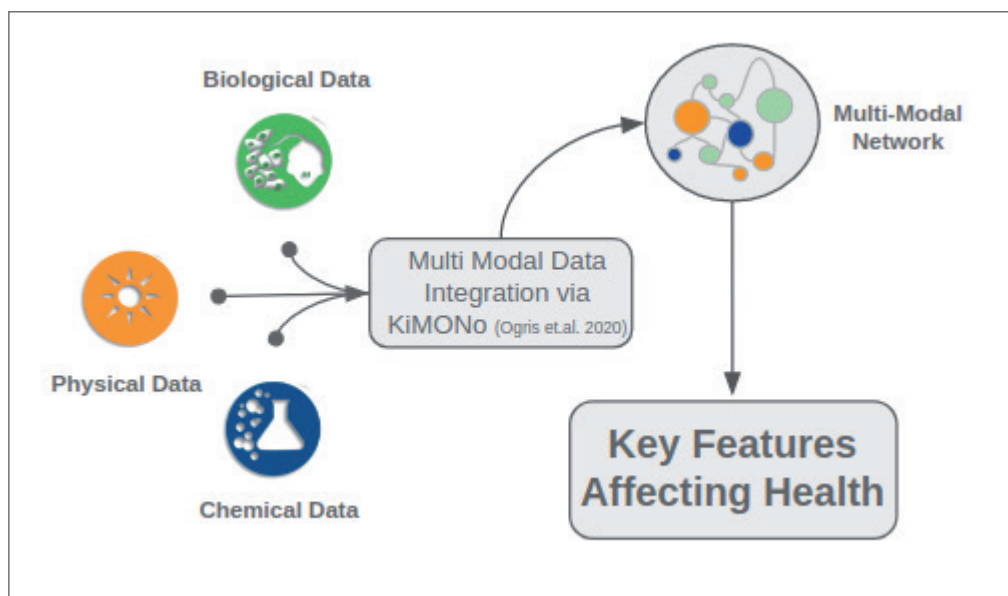 Biological Data
Multi-Modal
Network
Multi Modal Data
Integration via
KiMONo (Ogris et.al. 2020)
Physical Data
Key Features
Affecting Health
Chemical Data